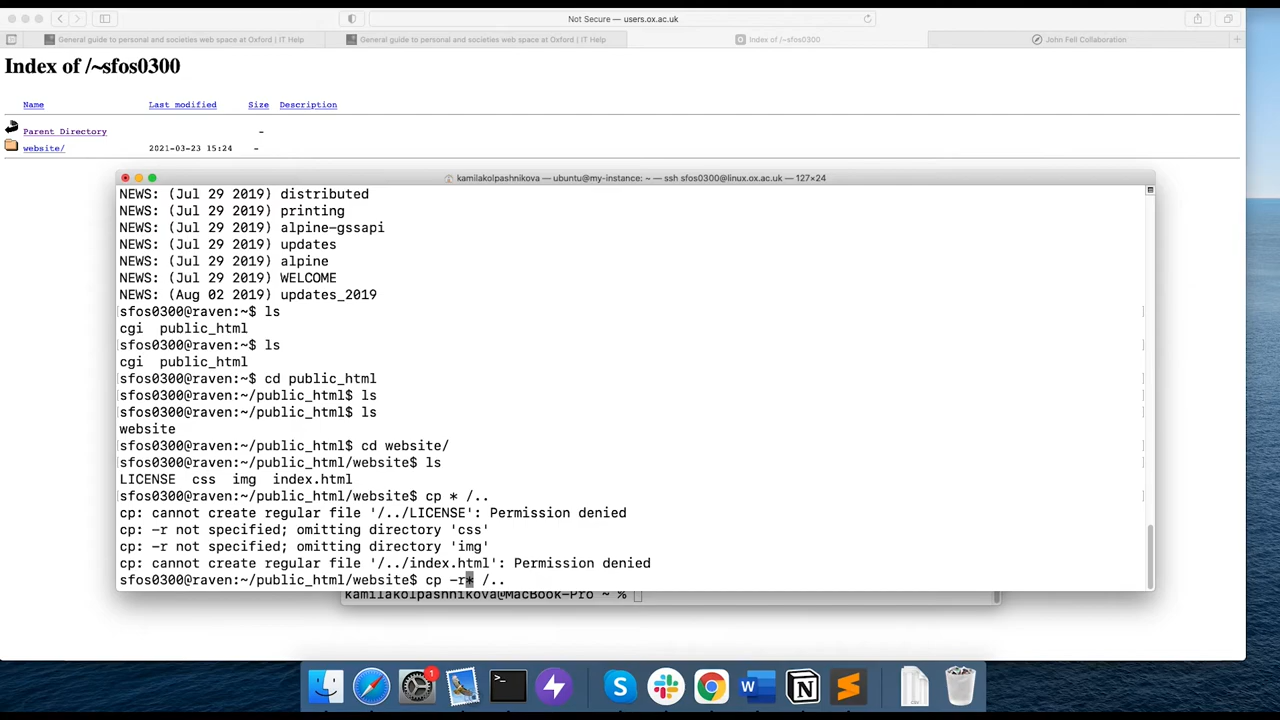 Not Secure — users.ox.ac.uk
General guide to personal and societies web space at Oxford | IT Help
General guide to personal and societies web space at Oxford | IT Help
Index of /~sfos0300
John Fell Collaboration
Index of /~sfos0300
Name Last modified Size Description
Parent Directory -
website/ 2021-03-23 15:24 -
kamilakolpashnikova — ubuntu@my-instance: ~ — ssh sfos0300@linux.ox.ac.uk — 127×24
NEWS: (Jul 29 2019) distributed
NEWS: (Jul 29 2019) printing
NEWS: (Jul 29 2019) alpine-gssapi
NEWS: (Jul 29 2019) updates
NEWS: (Jul 29 2019) alpine
NEWS: (Jul 29 2019) WELCOME
NEWS: (Aug 02 2019) updates_2019
sfos0300@raven:~$ ls
cgi public_html
sfos0300@raven:~$ ls
cgi public_html
sfos0300@raven:~$ cd public_html
sfos0300@raven:~/public_html$ ls
sfos0300@raven:~/public_html$ ls
website
sfos0300@raven:~/public_html$ cd website/
sfos0300@raven:~/public_html/website$ ls
LICENSE css img index.html
sfos0300@raven:~/public_html/website$ cp * /..
cp: cannot create regular file '/../LICENSE': Permission denied
cp: -r not specified; omitting directory 'css'
cp: -r not specified; omitting directory 'img'
cp: cannot create regular file '/../index.html': Permission denied
sfos0300@raven:~/public_html/website$ cp -r* /..
kamilakolpashnikova@MacBook-Pro ~ %
1
W